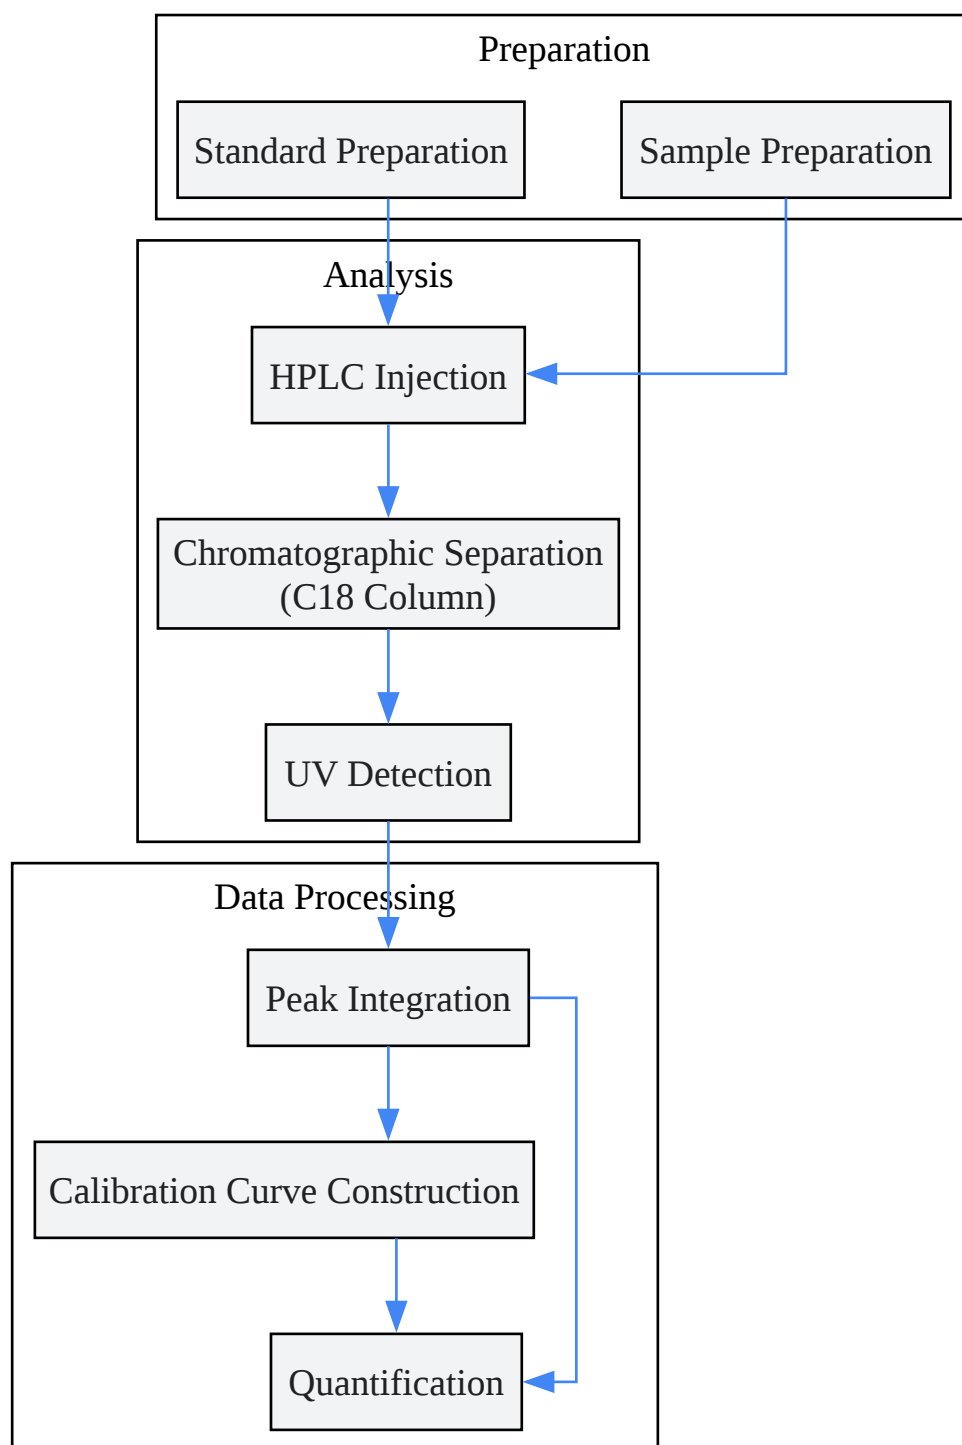 Preparation
Standard Preparation
Sample Preparation
Analysis
HPLC Injection
Chromatographic Separation
(C18 Column)
UV Detection
Data Processing
Peak Integration
Calibration Curve Construction
Quantification